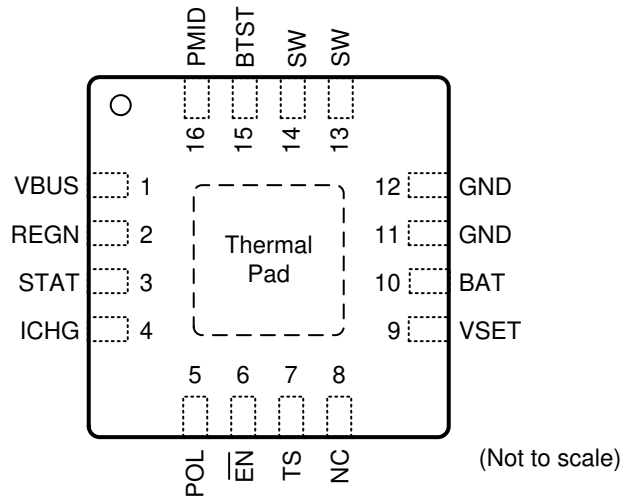 PMID
BTST
SW
SW
16
15
14
13
VBUS 1
REGN 2
STAT 3
ICHG 4
Thermal
Pad
12 GND
11 GND
10 BAT
9 VSET
5
6
7
8
POL
E̅N̅
TS
NC
(Not to scale)